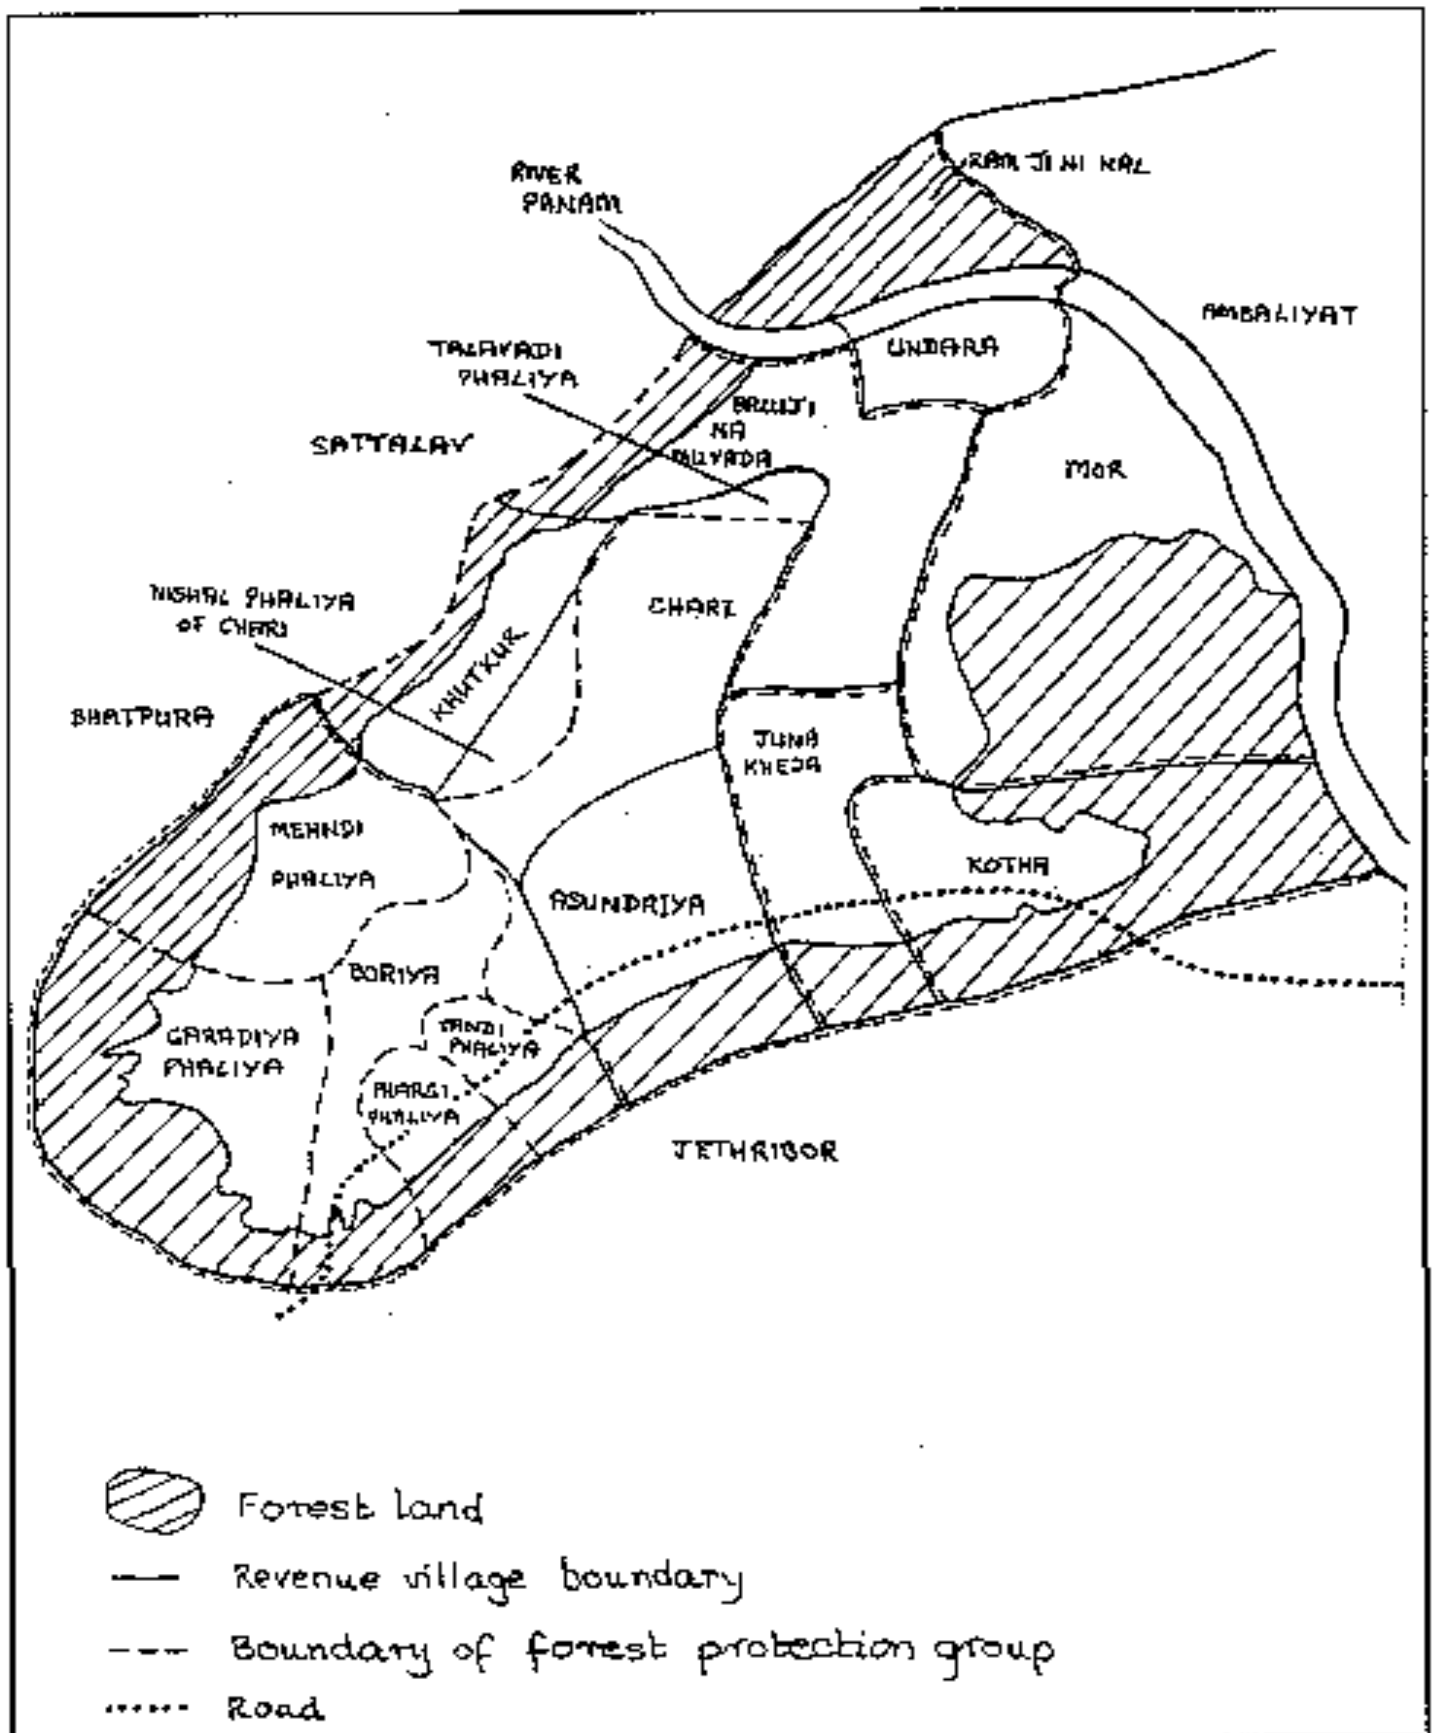 RAMJINI NAL
RIVER
PANAM
AMBALIYAT
UNDARA
TALAVADI
PHALIYA
NA
MUVADA
SATTALAV
MOR
NISHAL PHALIYA
OF CHARI
CHARI
KHUTKUR
BHATPURA
JUNA
KHEDA
MEHNDI
PHALIYA
KOTHA
ASUNDRIYA
BORIYA
GARADIYA
PHALIYA
PHALIYA
PHALIYA
JETHRIBOR
Forest land
Revenue village boundary
Boundary of forest protection group
Road